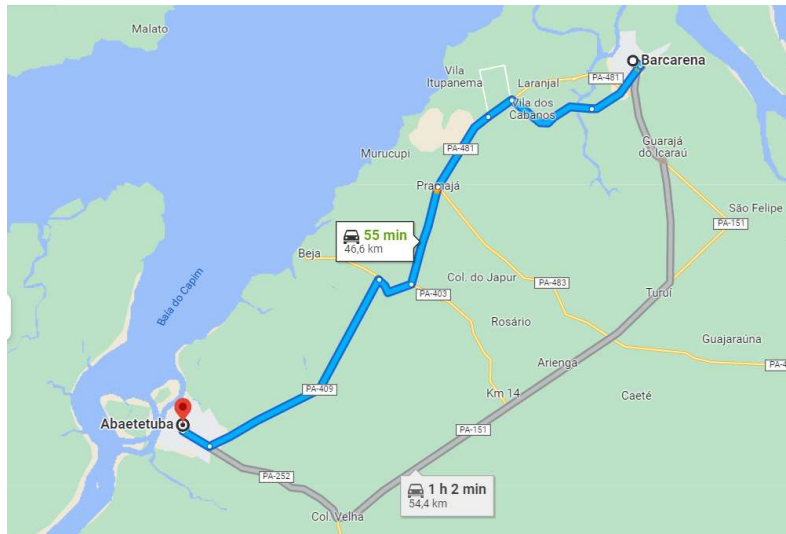 Malato
Barcarena
Vila
Itupanema
Laranjal
PA-481
Vila dos
Cabanos
PA-481
Murucupi
Guarajá
do Icaraú
Pramajá
São Felipe
PA-151
55 min
46,6 km
Beja
Col. do Japur
PA-483
PA-403
Turuí
Baía do Capim
Rosário
Guajaraúna
Arienga
PA-4
PA-409
Km 14
Caeté
Abaetetuba
PA-151
PA-252
1 h 2 min
54,4 km
Col. Velha